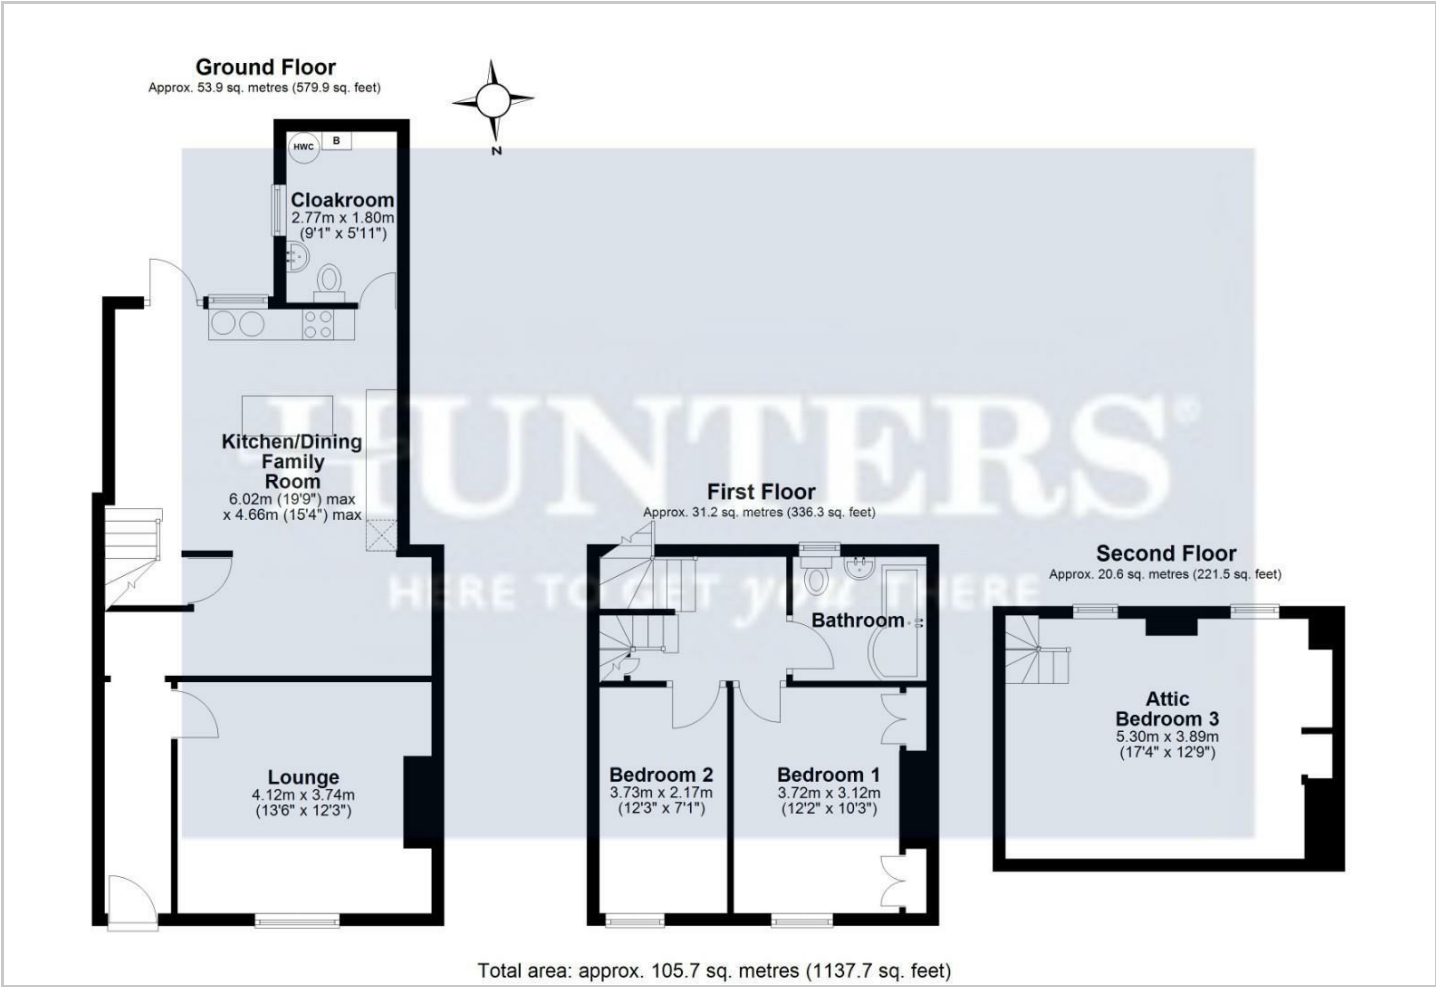 Ground Floor
Approx. 53.9 sq. metres (579.9 sq. feet)
N
HWC
B
Cloakroom
2.77m x 1.80m
(9'1" x 5'11")
Kitchen/Dining
Family
Room
6.02m (19'9") max
x 4.66m (15'4") max
N
Lounge
4.12m x 3.74m
(13'6" x 12'3")
HUNTERS®
HERE TO GET you THERE
First Floor
Approx. 31.2 sq. metres (336.3 sq. feet)
N
N
Bathroom
Bedroom 2
3.73m x 2.17m
(12'3" x 7'1")
Bedroom 1
3.72m x 3.12m
(12'2" x 10'3")
Second Floor
Approx. 20.6 sq. metres (221.5 sq. feet)
Attic
Bedroom 3
5.30m x 3.89m
(17'4" x 12'9")
Total area: approx. 105.7 sq. metres (1137.7 sq. feet)